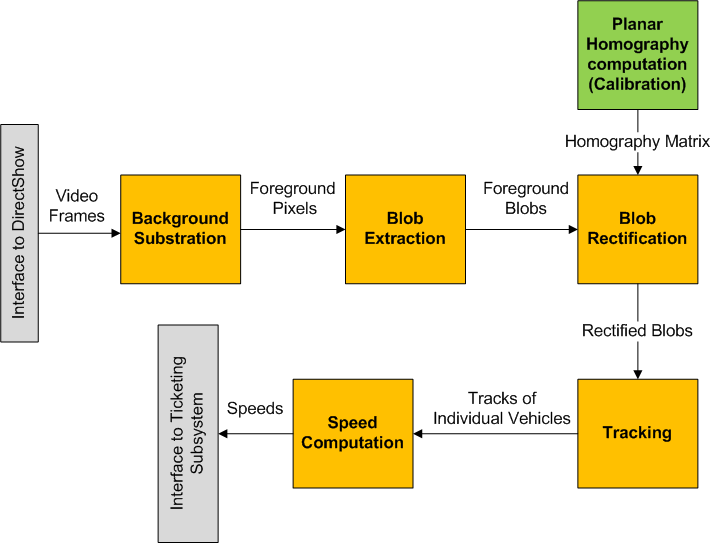 Planar
Homography
computation
(Calibration)
Homography Matrix
Interface to DirectShow
Video
Frames
Background
Substration
Foreground
Pixels
Blob
Extraction
Foreground
Blobs
Blob
Rectification
Rectified Blobs
Interface to Ticketing
Subsystem
Speeds
Speed
Computation
Tracks of
Individual Vehicles
Tracking